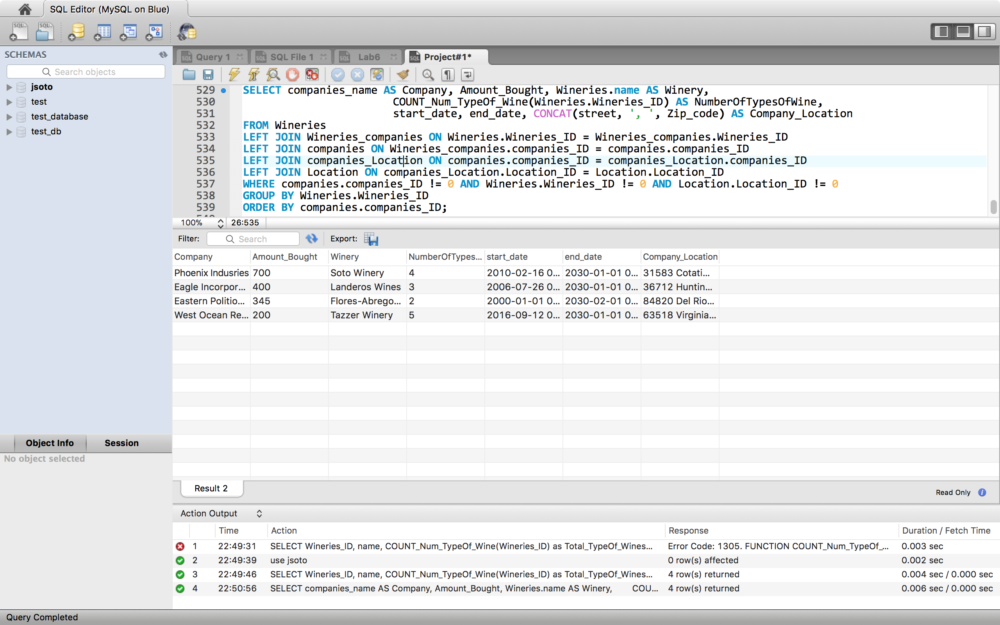 SQL Editor (MySQL on Blue)
SQL SQL
SCHEMAS
Search objects
jsoto
test
test_database
test_db
Object Info Session
No object selected
SQL Query 1 SQL SQL File 1 SQL Lab6 SQL Project#1*
529 SELECT companies_name AS Company, Amount_Bought, Wineries.name AS Winery,
530 COUNT_Num_TypeOf_Wine(Wineries.Wineries_ID) AS NumberOfTypesOfWine,
531 start_date, end_date, CONCAT(street, ', ', Zip_code) AS Company_Location
532 FROM Wineries
533 LEFT JOIN Wineries_companies ON Wineries.Wineries_ID = Wineries_companies.Wineries_ID
534 LEFT JOIN companies ON Wineries_companies.companies_ID = companies.companies_ID
535 LEFT JOIN companies_Location ON companies.companies_ID = companies_Location.companies_ID
536 LEFT JOIN Location ON companies_Location.Location_ID = Location.Location_ID
537 WHERE companies.companies_ID != 0 AND Wineries.Wineries_ID != 0 AND Location.Location_ID != 0
538 GROUP BY Wineries.Wineries_ID
539 ORDER BY companies.companies_ID;
100% 26:535
Filter: Search Export:
Company Amount_Bought Winery NumberOfTypes... start_date end_date Company_Location
Phoenix Indusries 700 Soto Winery 4 2010-02-16 0... 2030-01-01 0... 31583 Cotati...
Eagle Incorpor... 400 Landeros Wines 3 2006-07-26 0... 2030-01-01 0... 36712 Huntin...
Eastern Politio... 345 Flores-Abrego... 2 2000-01-01 0... 2030-02-01 0... 84820 Del Rio...
West Ocean Re... 200 Tazzer Winery 5 2016-09-12 0... 2030-01-01 0... 63518 Virginia...
Result 2
Read Only
Action Output
Time Action Response Duration / Fetch Time
1 22:49:31 SELECT Wineries_ID, name, COUNT_Num_TypeOf_Wine(Wineries_ID) as Total_TypeOf_Wines... Error Code: 1305. FUNCTION COUNT_Num_TypeOf_... 0.003 sec
2 22:49:39 use jsoto 0 row(s) affected 0.002 sec
3 22:49:46 SELECT Wineries_ID, name, COUNT_Num_TypeOf_Wine(Wineries_ID) as Total_TypeOf_Wines... 4 row(s) returned 0.004 sec / 0.000 sec
4 22:50:56 SELECT companies_name AS Company, Amount_Bought, Wineries.name AS Winery, COU... 4 row(s) returned 0.006 sec / 0.000 sec
Query Completed